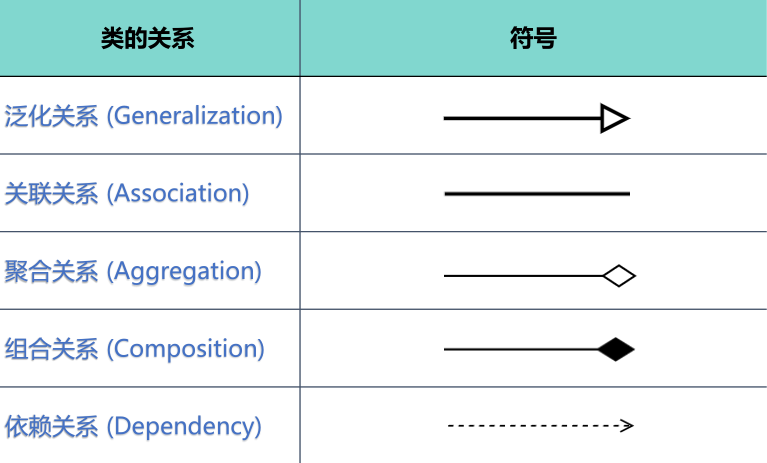 类的关系
符号
泛化关系 (Generalization)
关联关系 (Association)
聚合关系 (Aggregation)
组合关系 (Composition)
依赖关系 (Dependency)